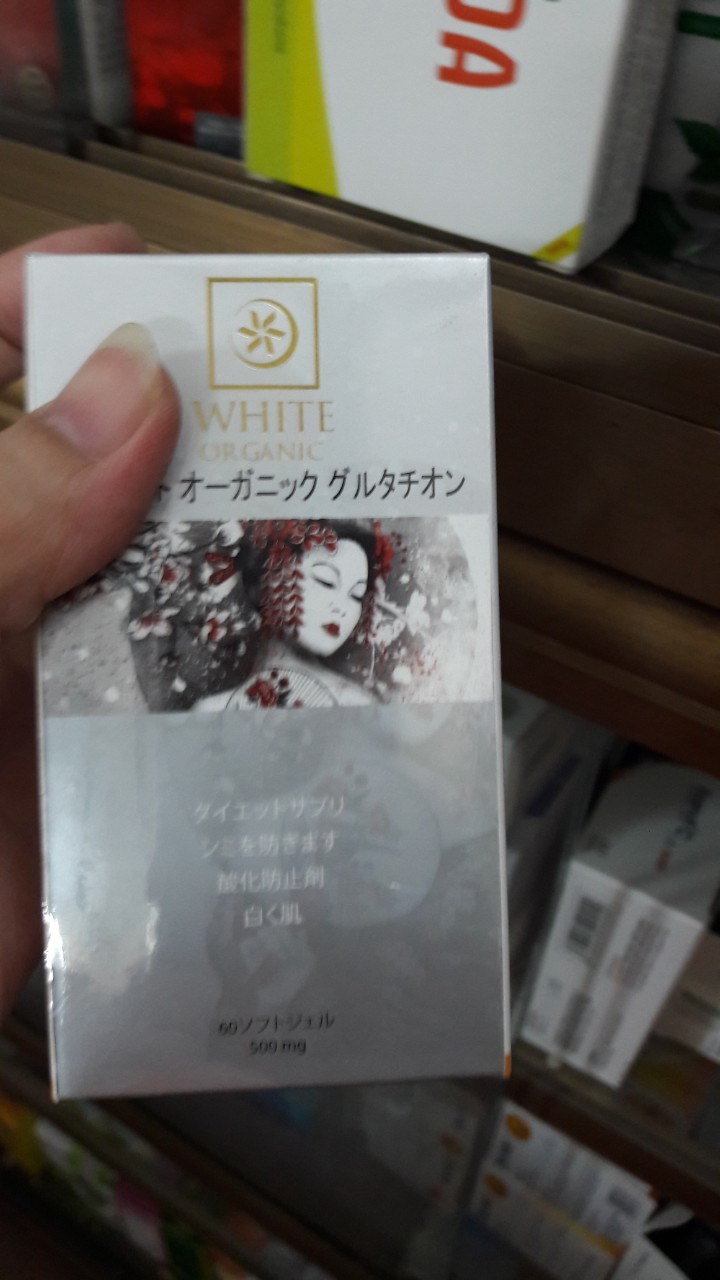 OA
WHITE
ORGANIC
ト オーガニック グルタチオン
ダイエットサプリ
シミを防ぎます
酸化防止剤
白く肌
60ソフトジェル
500 mg